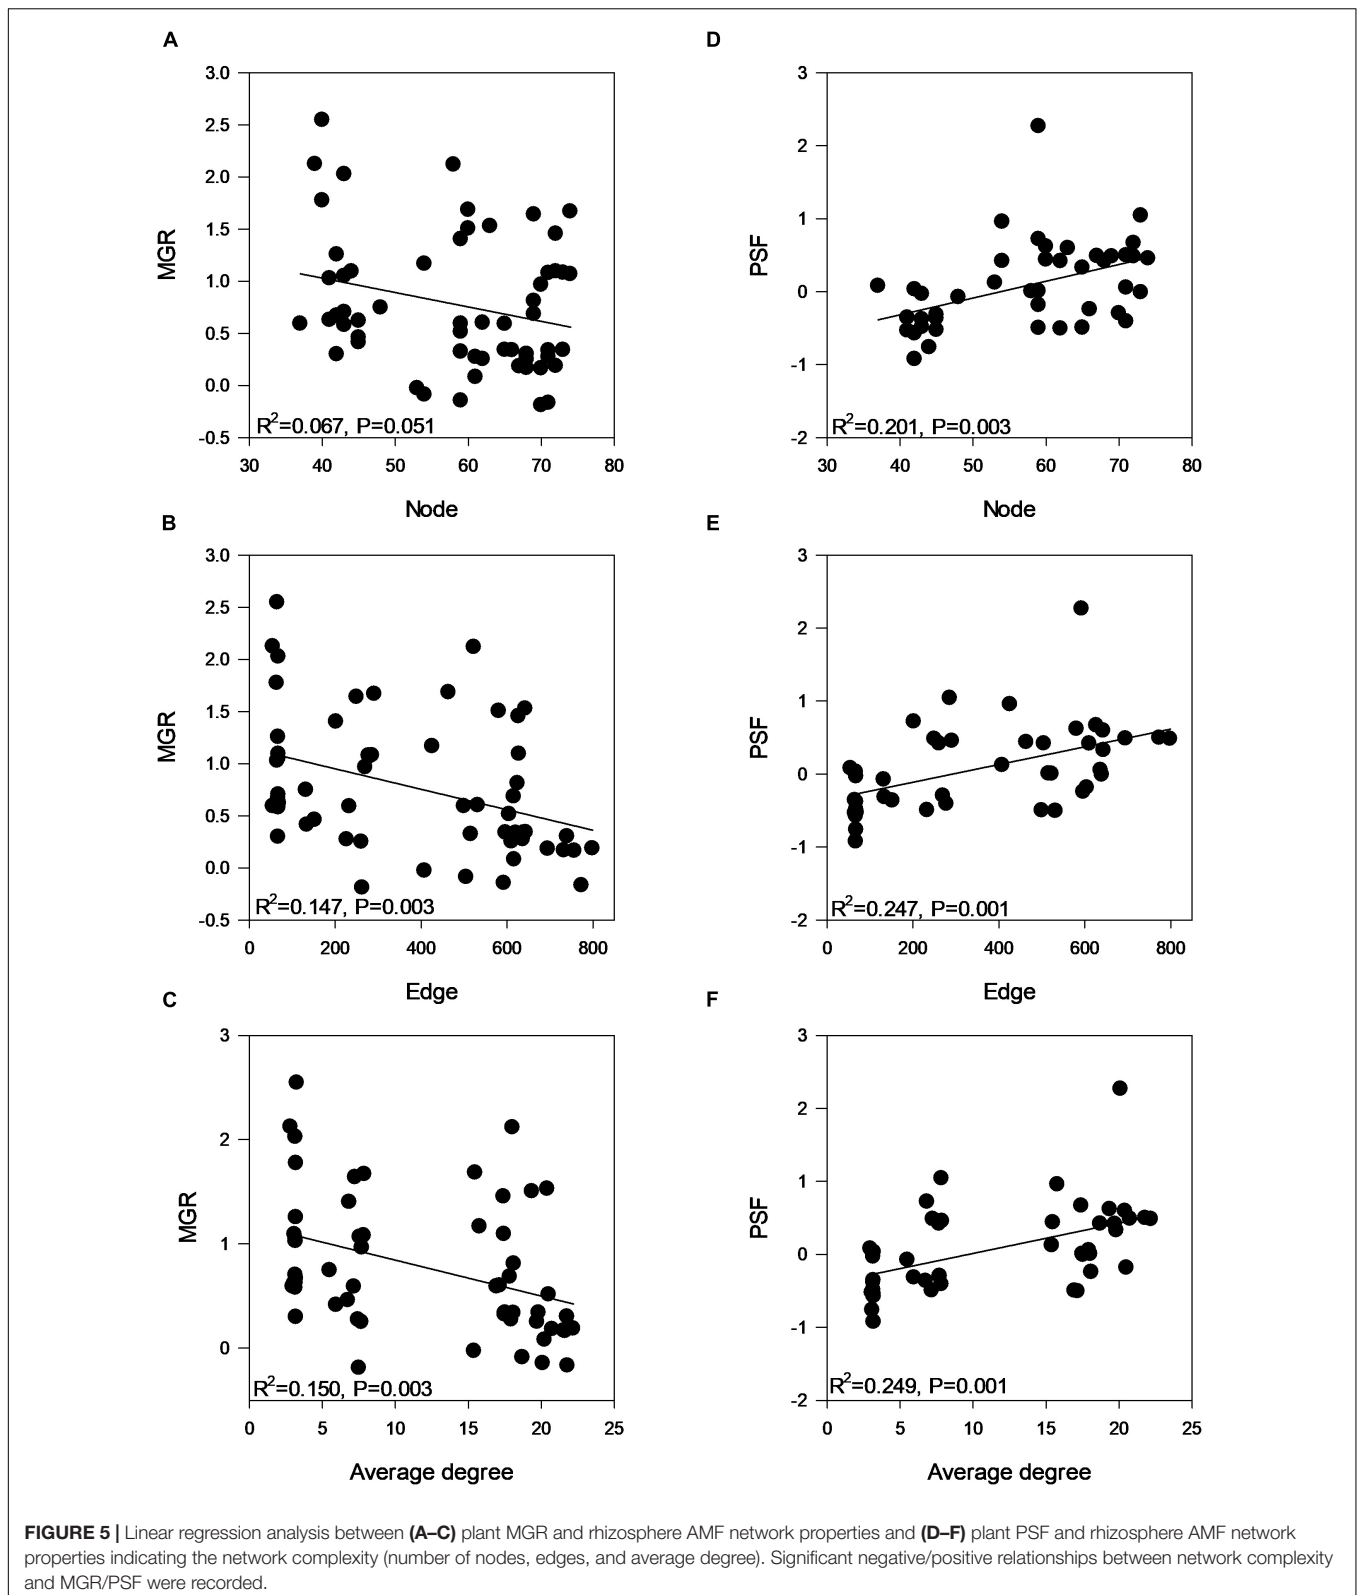 A
3.0
2.5
2.0
1.5
1.0
0.5
0.0
-0.5
MGR
R²=0.067, P=0.051
30 40 50 60 70 80
Node
D
3
2
1
0
-1
-2
PSF
R²=0.201, P=0.003
30 40 50 60 70 80
Node
B
3.0
2.5
2.0
1.5
1.0
0.5
0.0
-0.5
MGR
R²=0.147, P=0.003
0 200 400 600 800
Edge
E
3
2
1
0
-1
-2
PSF
R²=0.247, P=0.001
0 200 400 600 800
Edge
C
3
2
1
0
MGR
R²=0.150, P=0.003
0 5 10 15 20 25
Average degree
F
3
2
1
0
-1
-2
PSF
R²=0.249, P=0.001
0 5 10 15 20 25
Average degree
FIGURE 5 | Linear regression analysis between (A–C) plant MGR and rhizosphere AMF network properties and (D–F) plant PSF and rhizosphere AMF network
properties indicating the network complexity (number of nodes, edges, and average degree). Significant negative/positive relationships between network complexity
and MGR/PSF were recorded.